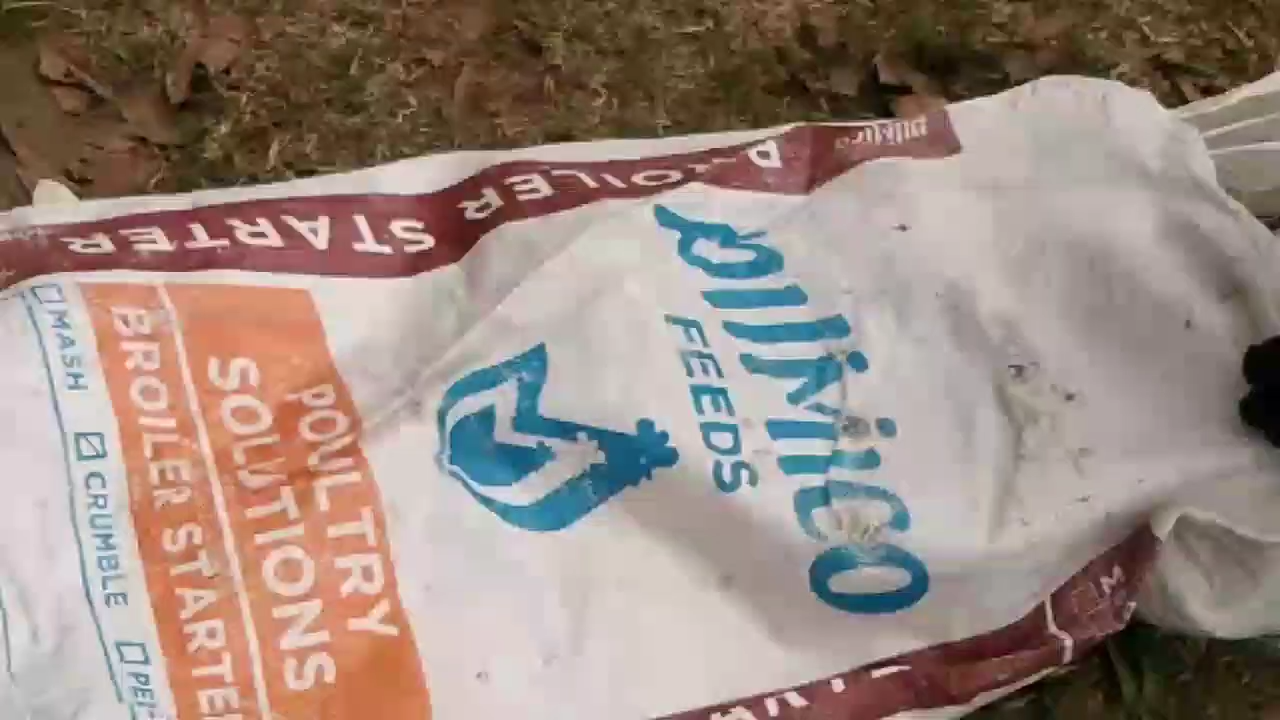 pilmico
FEEDS
POULTRY
SOLUTIONS
BROILER STARTER
MASH
CRUMBLE
BROILER STARTER
pilmico